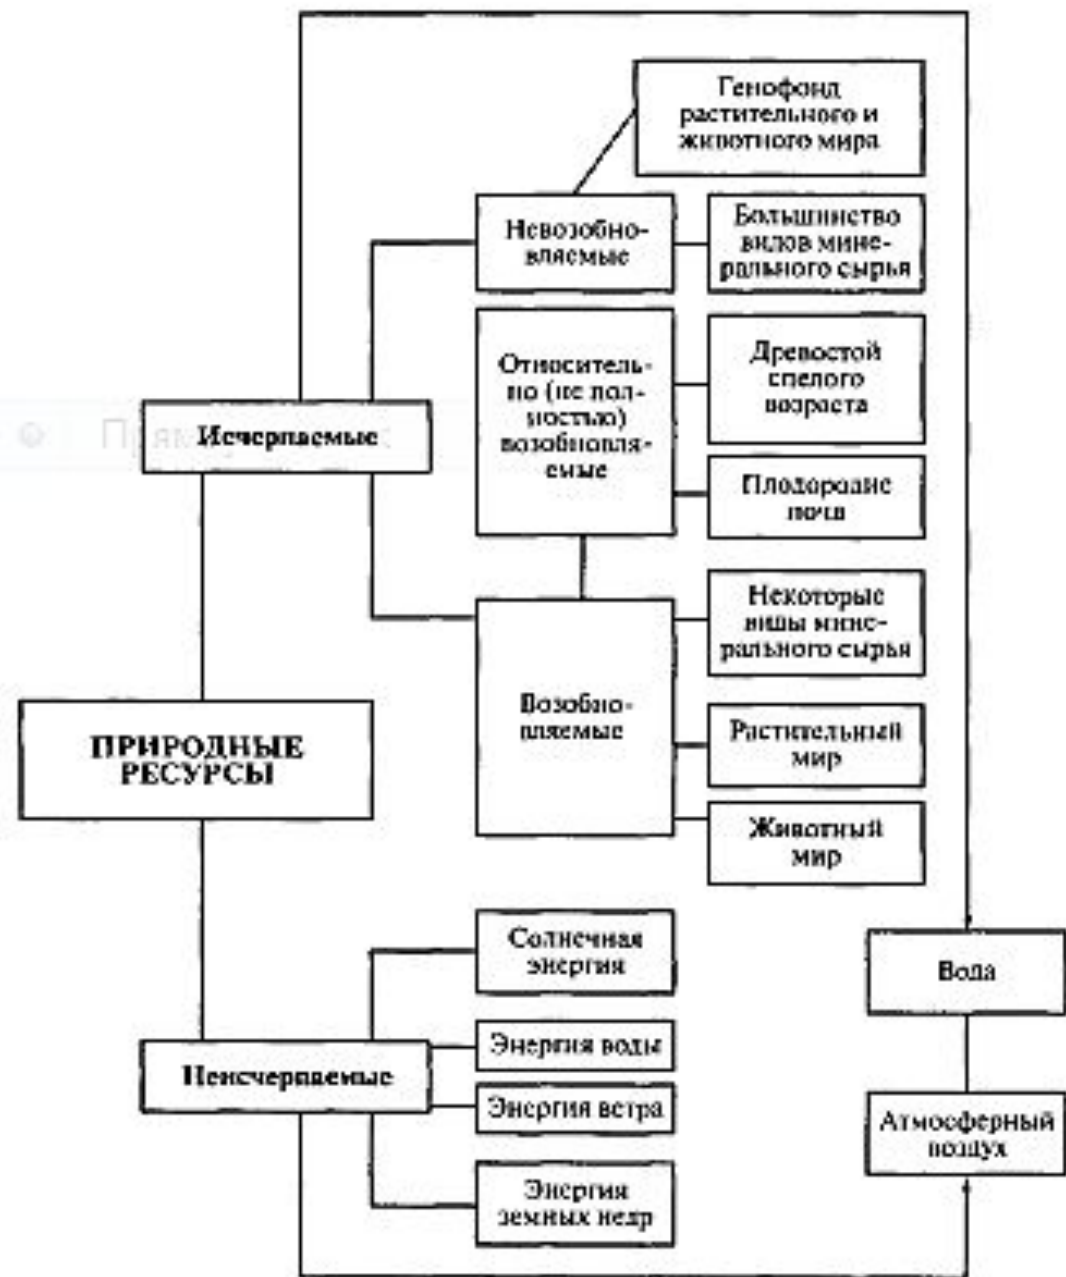 Генофонд
растительного и
животного мира
Невозобно-
вляемые
Большинство
видов мине-
рального сырья
Относитель-
но (не пол-
ностью)
возобновля-
емые
Древостой
спелого
возраста
Исчерпаемые
Плодородие
почв
Некоторые
виды мине-
рального сырья
Возобно-
вляемые
ПРИРОДНЫЕ
РЕСУРСЫ
Растительный
мир
Животный
мир
Солнечная
энергия
Вода
Энергия воды
Неисчерпаемые
Энергия ветра
Атмосферный
воздух
Энергия
земных недр